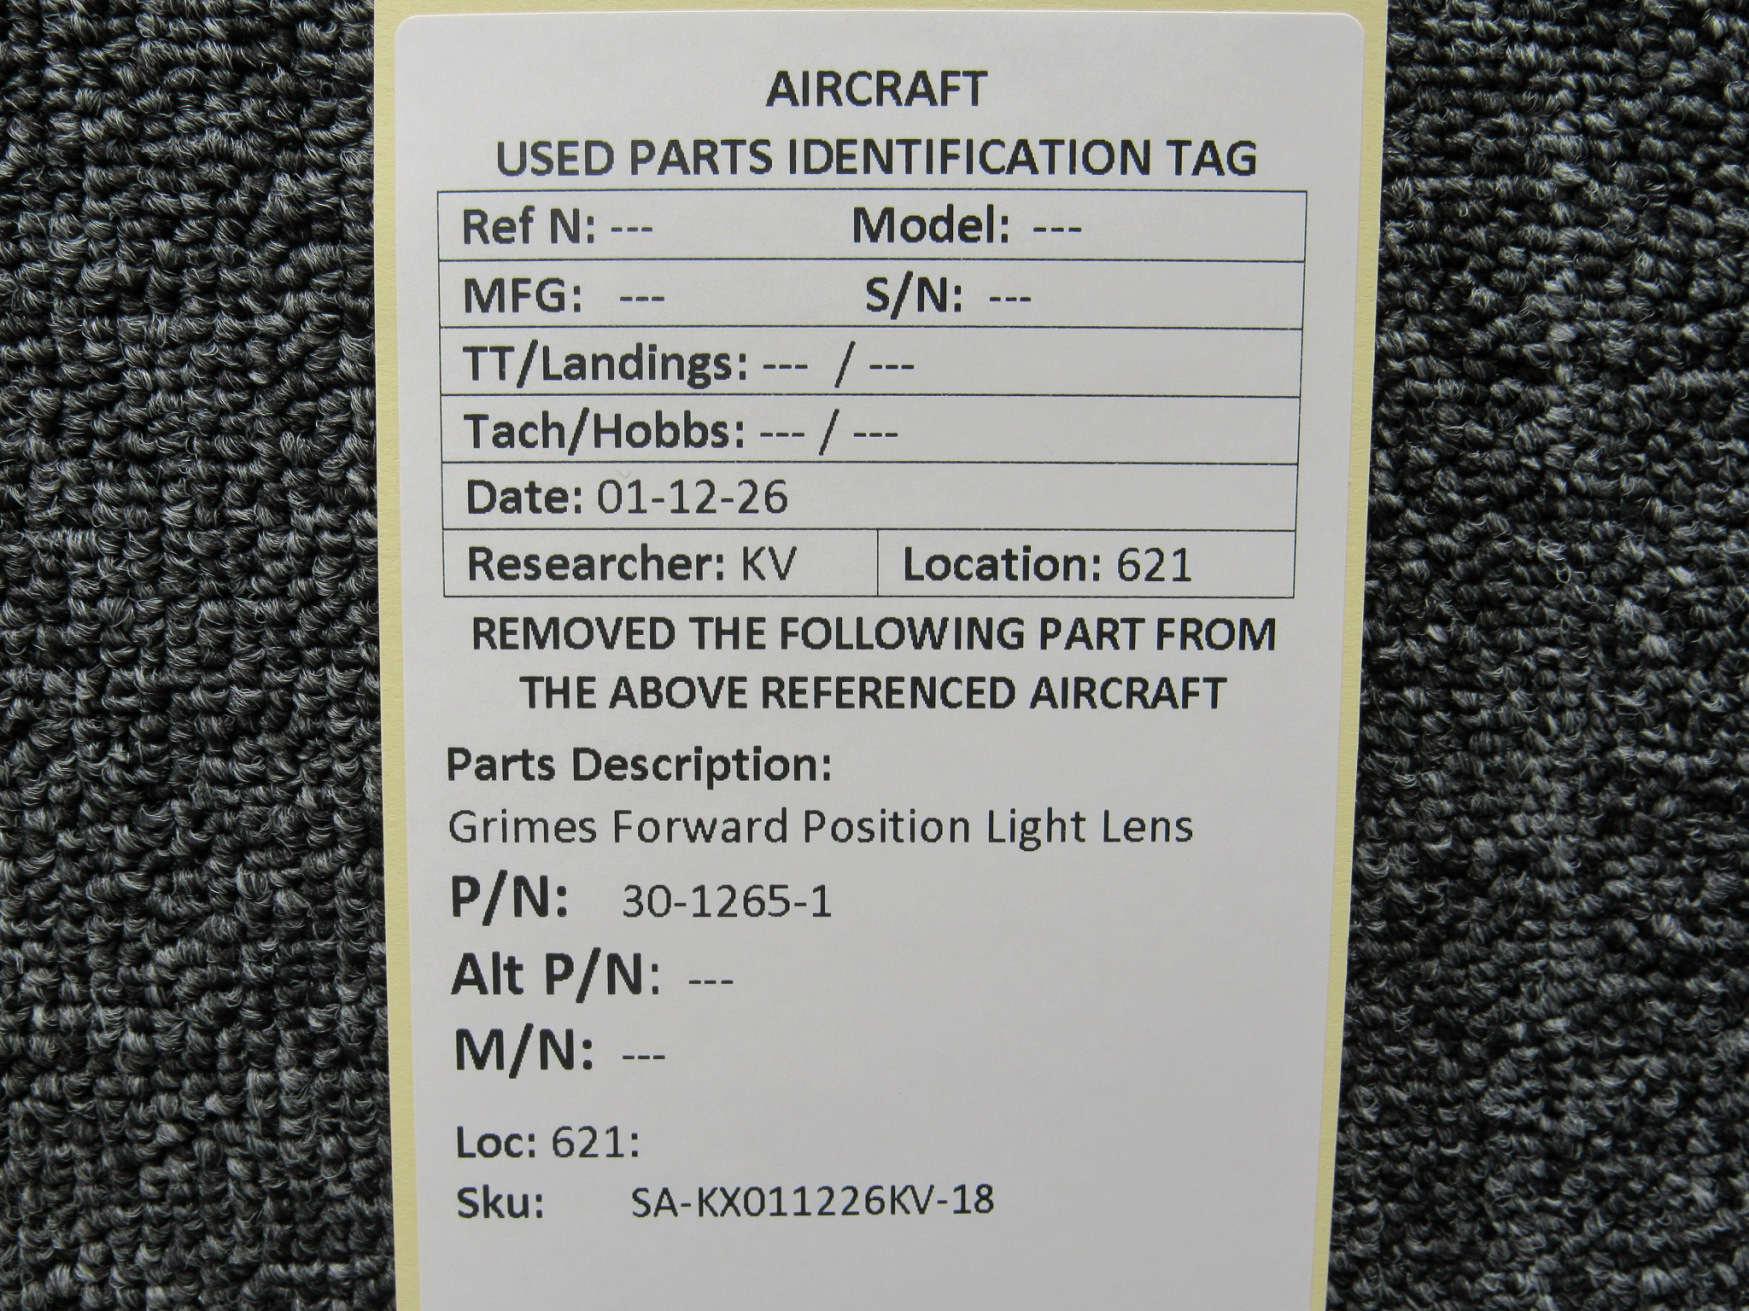 AIRCRAFT
USED PARTS IDENTIFICATION TAG
Ref N: --- Model: ---
MFG: --- S/N: ---
TT/Landings: --- / ---
Tach/Hobbs: --- / ---
Date: 01-12-26
Researcher: KV Location: 621
REMOVED THE FOLLOWING PART FROM
THE ABOVE REFERENCED AIRCRAFT
Parts Description:
Grimes Forward Position Light Lens
P/N: 30-1265-1
Alt P/N: ---
M/N: ---
Loc: 621:
Sku: SA-KX011226KV-18